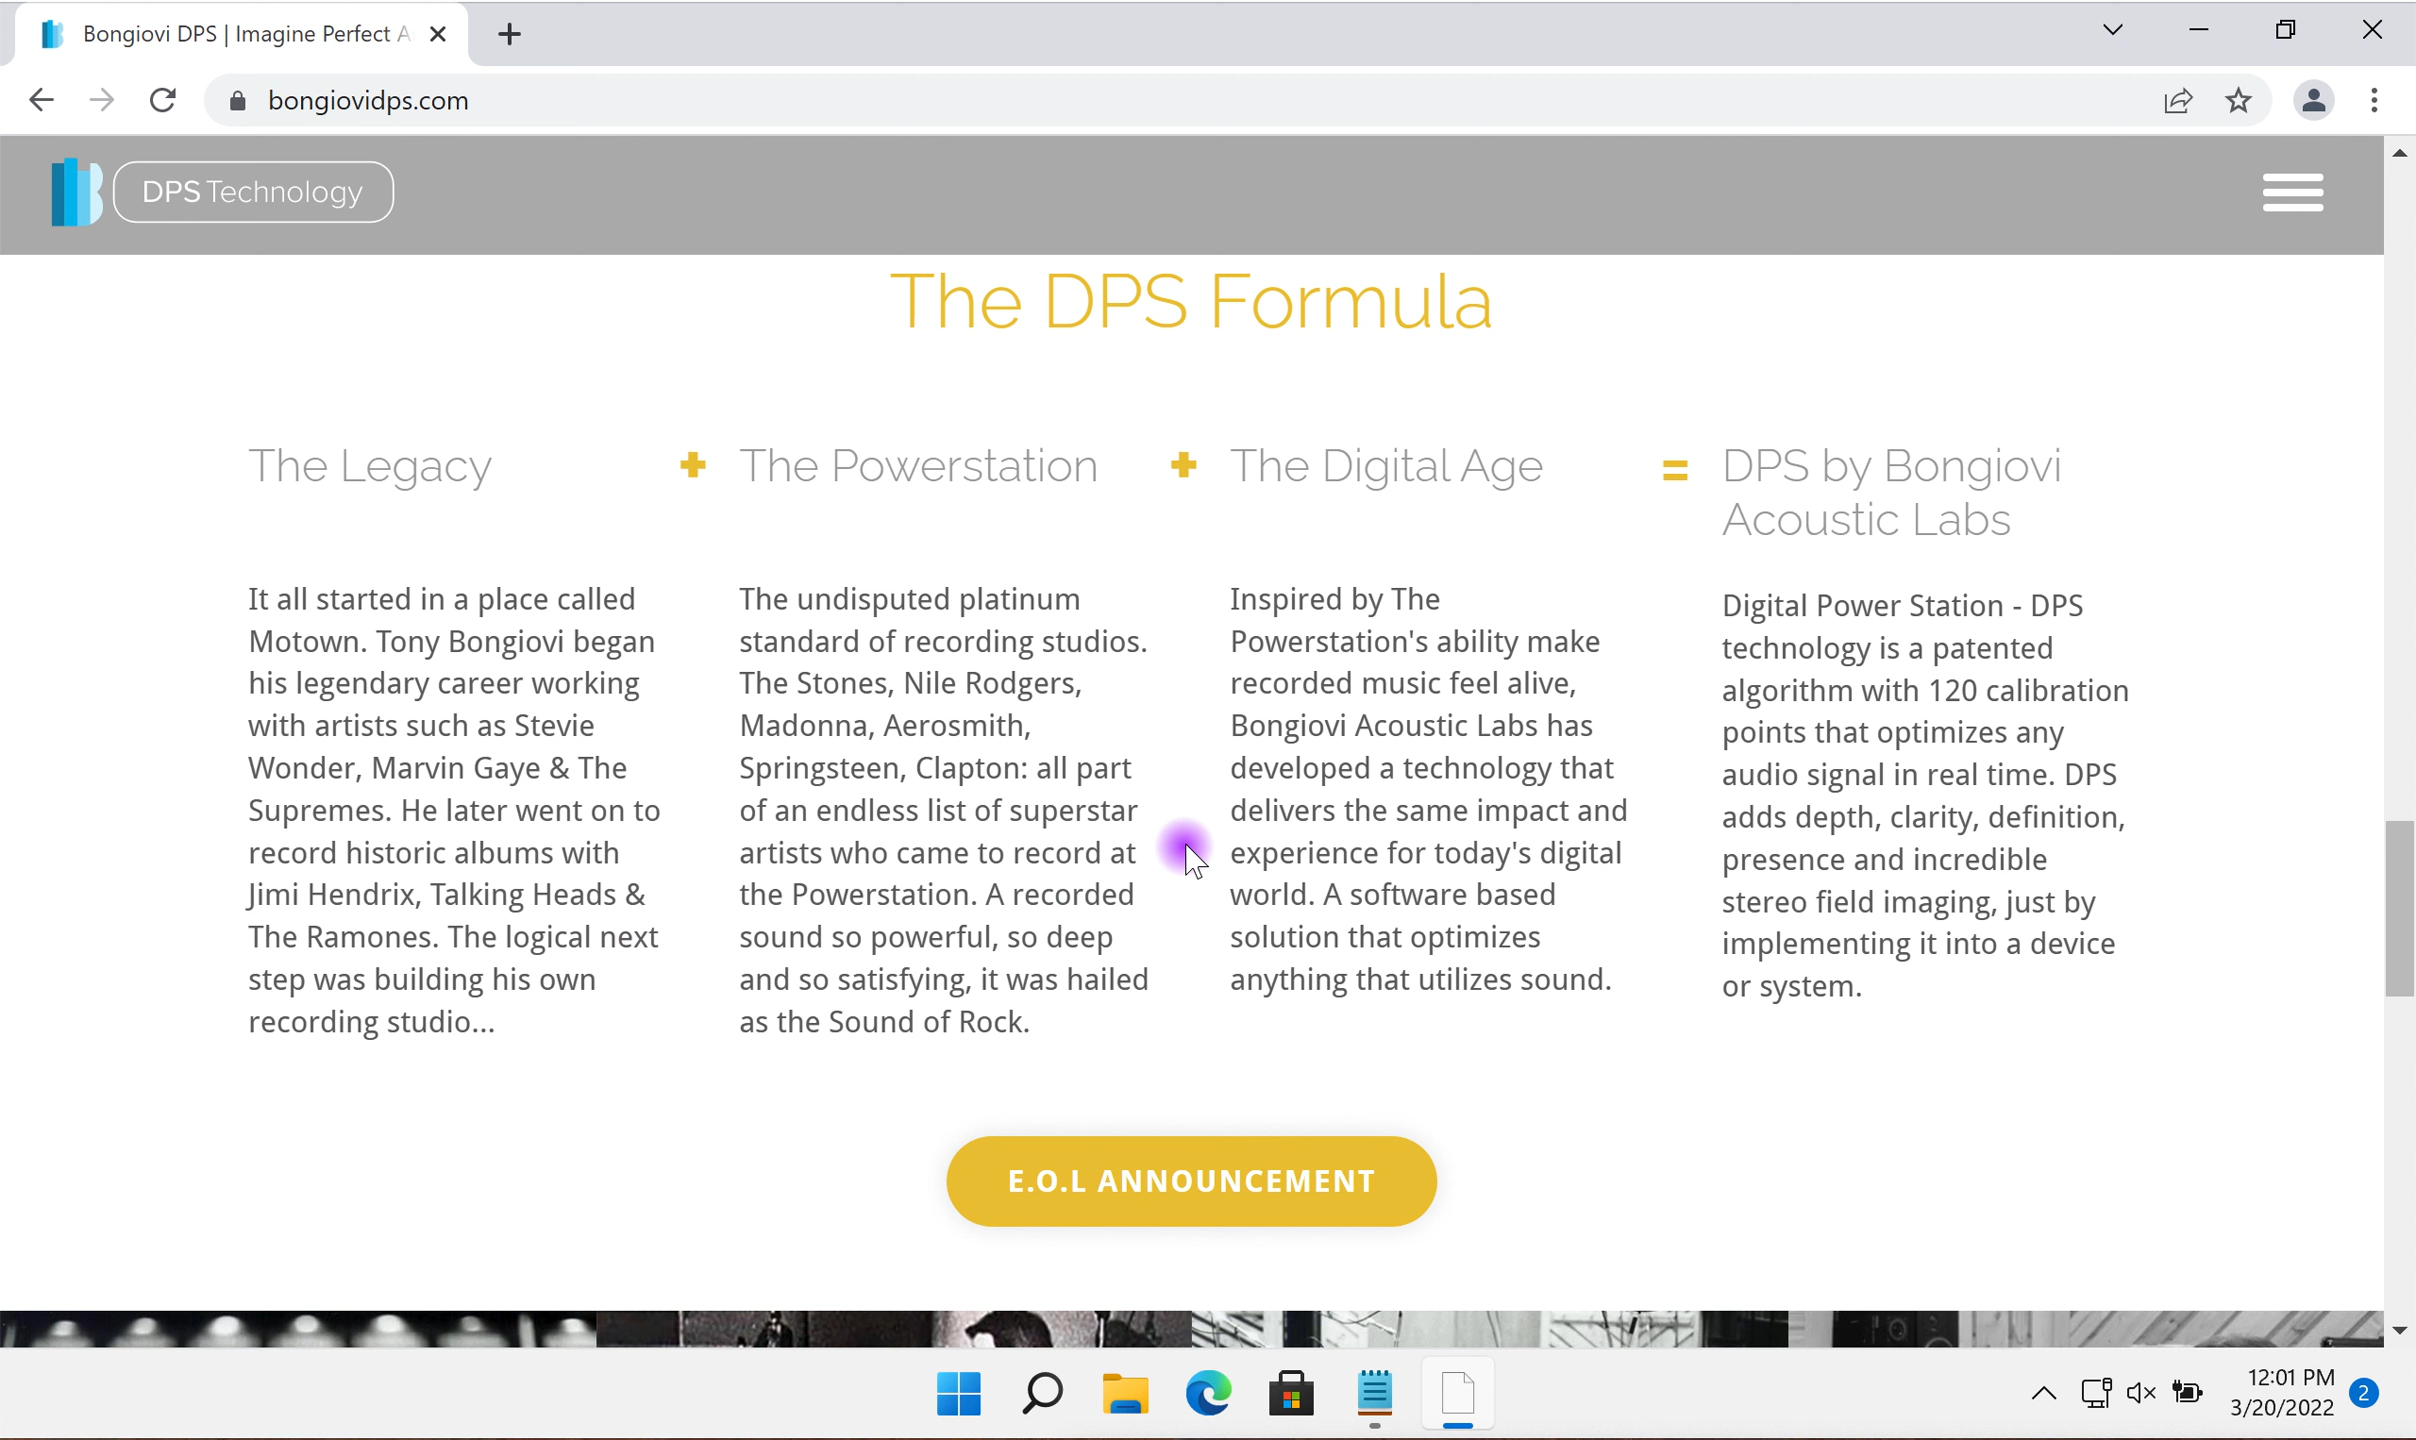 Bongiovi DPS | Imagine Perfect A
bongiovidps.com
DPS Technology
The DPS Formula
The Legacy
It all started in a place called
Motown. Tony Bongiovi began
his legendary career working
with artists such as Stevie
Wonder, Marvin Gaye & The
Supremes. He later went on to
record historic albums with
Jimi Hendrix, Talking Heads &
The Ramones. The logical next
step was building his own
recording studio...
+
The Powerstation
The undisputed platinum
standard of recording studios.
The Stones, Nile Rodgers,
Madonna, Aerosmith,
Springsteen, Clapton: all part
of an endless list of superstar
artists who came to record at
the Powerstation. A recorded
sound so powerful, so deep
and so satisfying, it was hailed
as the Sound of Rock.
+
The Digital Age
Inspired by The
Powerstation's ability make
recorded music feel alive,
Bongiovi Acoustic Labs has
developed a technology that
delivers the same impact and
experience for today's digital
world. A software based
solution that optimizes
anything that utilizes sound.
=
DPS by Bongiovi
Acoustic Labs
Digital Power Station - DPS
technology is a patented
algorithm with 120 calibration
points that optimizes any
audio signal in real time. DPS
adds depth, clarity, definition,
presence and incredible
stereo field imaging, just by
implementing it into a device
or system.
E.O.L ANNOUNCEMENT
12:01 PM
3/20/2022
2